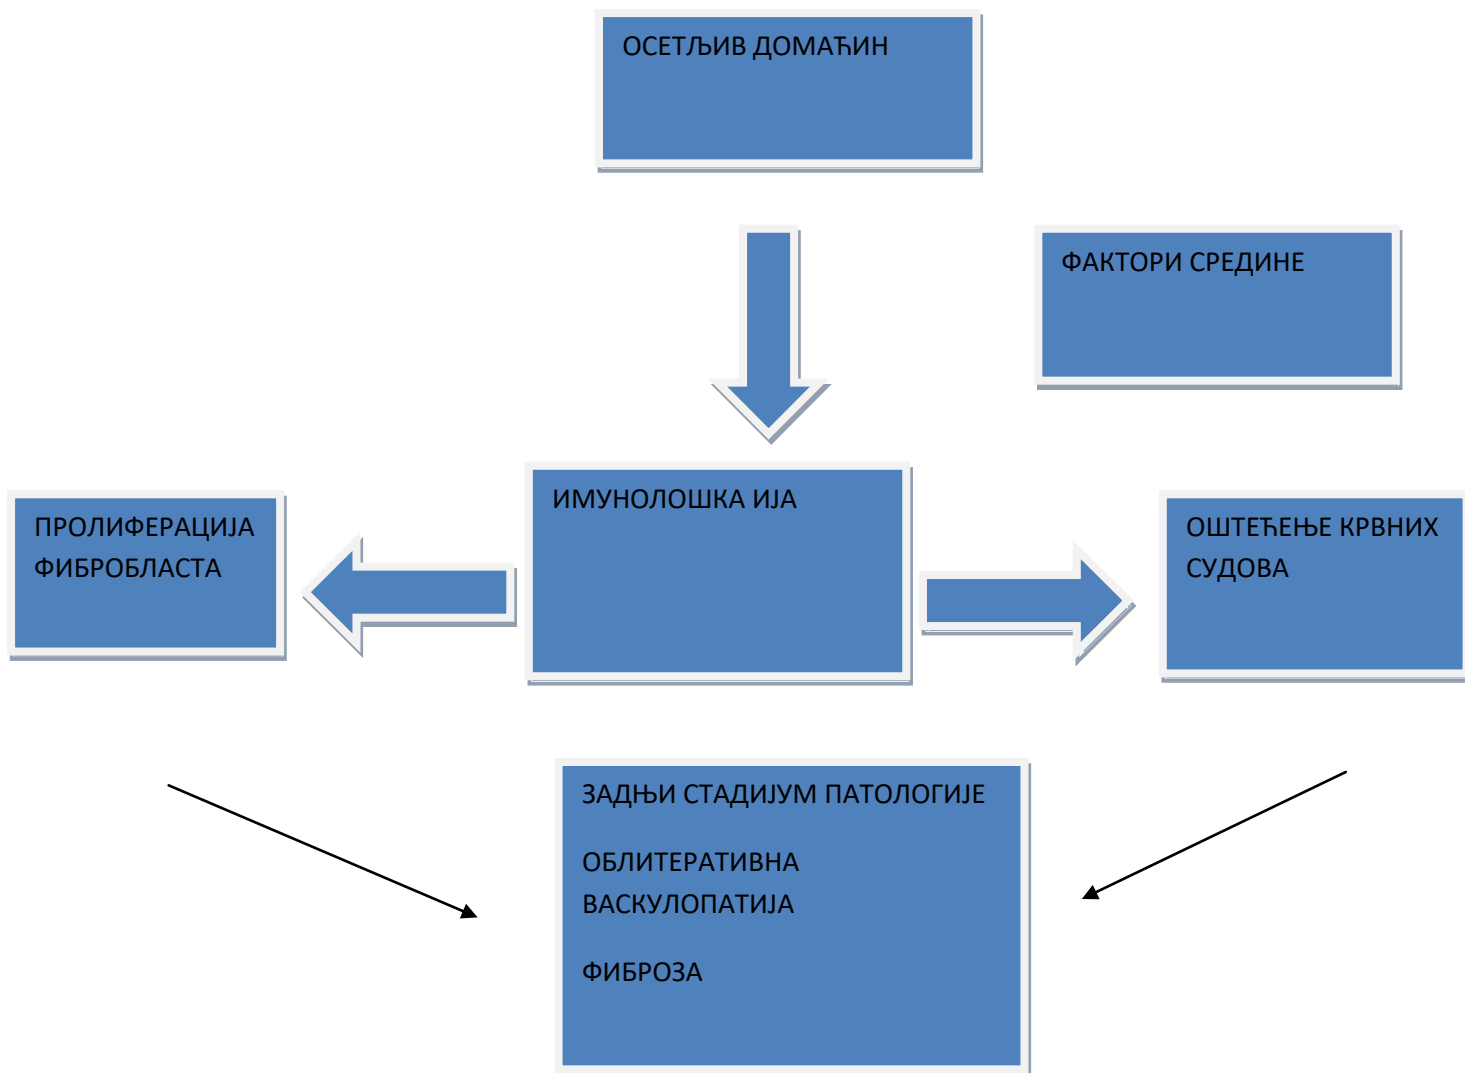 ОСЕТЉИВ ДОМАЋИН
ФАКТОРИ СРЕДИНЕ
ПРОЛИФЕРАЦИЈА
ФИБРОБЛАСТА
ИМУНОЛОШКА ИЈА
ОШТЕЋЕЊЕ КРВНИХ
СУДОВА
ЗАДЊИ СТАДИЈУМ ПАТОЛОГИЈЕ
ОБЛИТЕРАТИВНА
ВАСКУЛОПАТИЈА
ФИБРОЗА